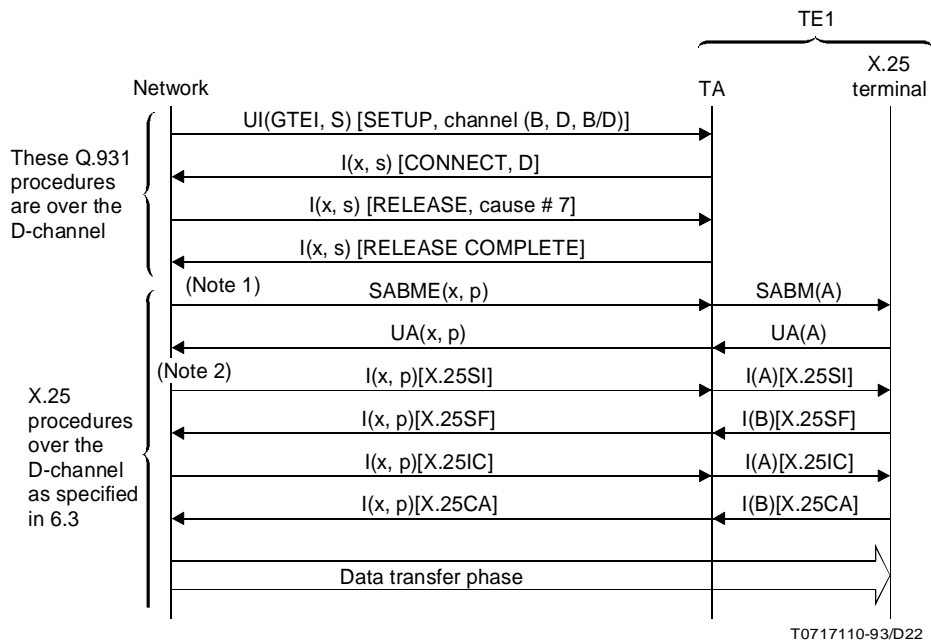 TE1
X.25
terminal
Network
TA
UI(GTEI, S) [SETUP, channel (B, D, B/D)]
These Q.931
procedures
are over the
D-channel
I(x, s) [CONNECT, D]
I(x, s) [RELEASE, cause # 7]
I(x, s) [RELEASE COMPLETE]
(Note 1)
SABME(x, p)
SABM(A)
UA(x, p)
UA(A)
(Note 2)
I(x, p)[X.25SI]
I(A)[X.25SI]
X.25
procedures
over the
D-channel
as specified
in 6.3
I(x, p)[X.25SF]
I(B)[X.25SF]
I(x, p)[X.25IC]
I(A)[X.25IC]
I(x, p)[X.25CA]
I(B)[X.25CA]
Data transfer phase
T0717110-93/D22